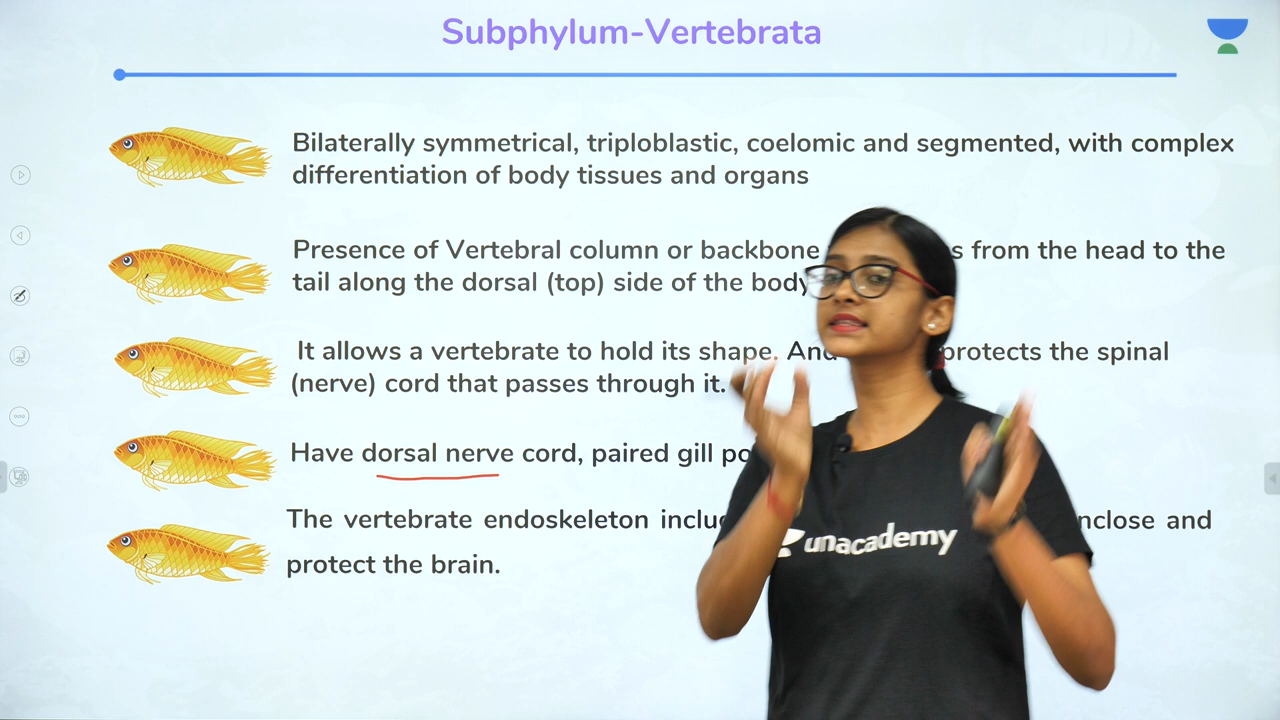 Subphylum-Vertebrata
Bilaterally symmetrical, triploblastic, coelomic and segmented, with complex
differentiation of body tissues and organs
Presence of Vertebral column or backbone from the head to the
tail along the dorsal (top) side of the body
It allows a vertebrate to hold its shape. And protects the spinal
(nerve) cord that passes through it.
Have dorsal nerve cord, paired gill
The vertebrate endoskeleton and
protect the brain.
unacademy